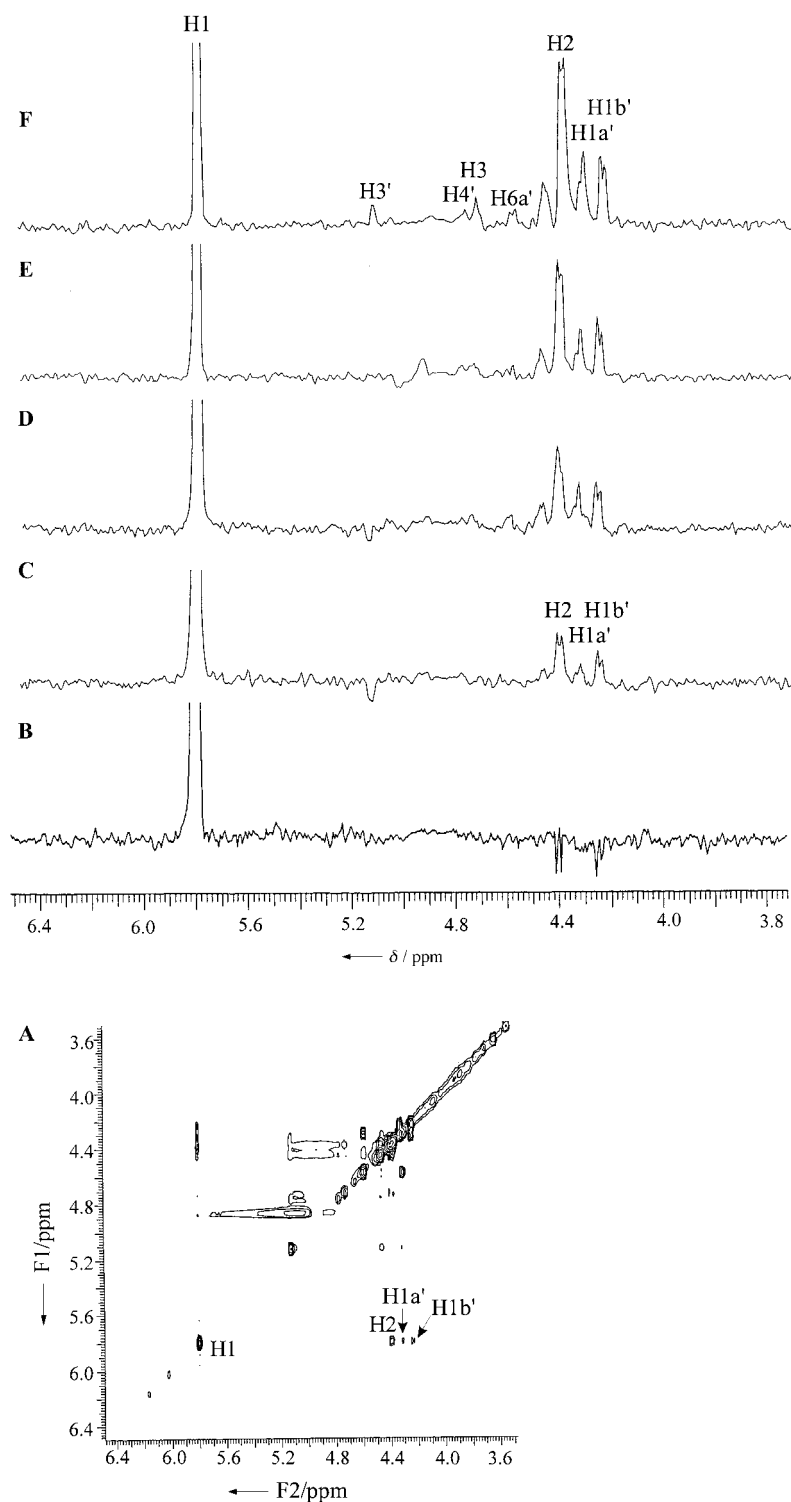 H1
H2
F
H1b'
H1a'
H3'
H3
H4'
H6a'
E
D
C
H2 H1b'
H1a'
B
6.4 6.0 5.6 5.2 4.8 4.4 4.0 3.8
← δ / ppm
A
3.6
4.0
4.4
4.8
5.2
5.6
6.0
6.4
← F1/ppm
H1a'
H1b'
H2
H1
6.4 6.0 5.6 5.2 4.8 4.4 4.0 3.6
← F2/ppm